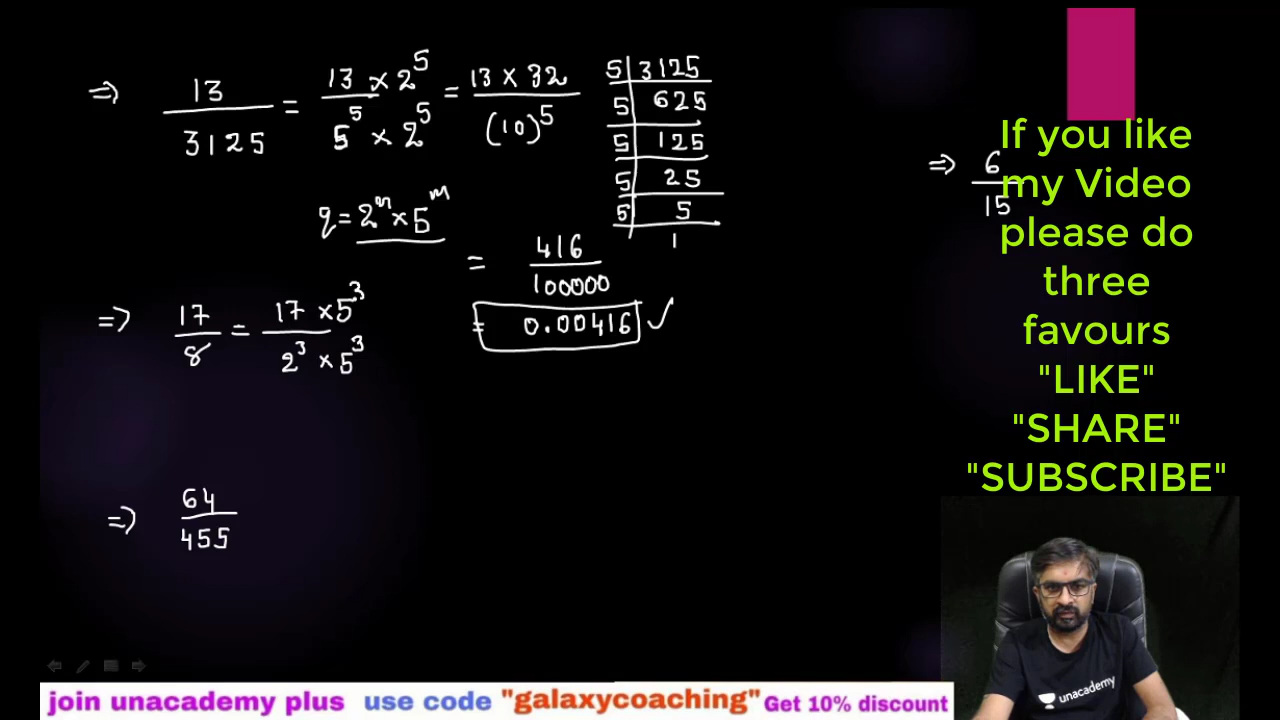 ⇒ 13/3125 = 13 × 2^5 / 5^5 × 2^5 = 13 × 32 / (10)^5
5 | 3125
5 | 625
5 | 125
5 | 25
5 | 5
1
q = 2^n × 5^m
= 416/100000
= 0.00416 ✓
⇒ 17/8 = 17 × 5^3 / 2^3 × 5^3
⇒ 64/455
⇒ 6/15
If you like
my Video
please do
three
favours
"LIKE"
"SHARE"
"SUBSCRIBE"
unacademy
join unacademy plus use code "galaxycoaching" Get 10% discount